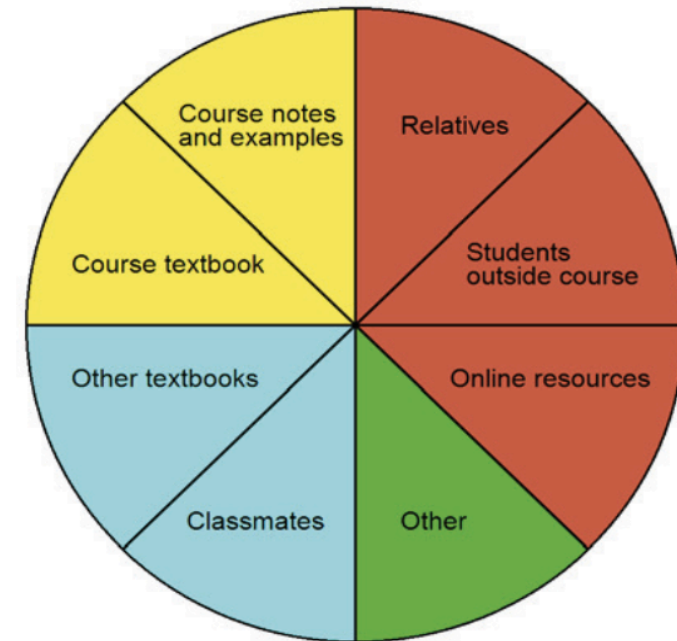 Course notes
and examples
Relatives
Students
outside course
Course textbook
Other textbooks
Online resources
Classmates
Other